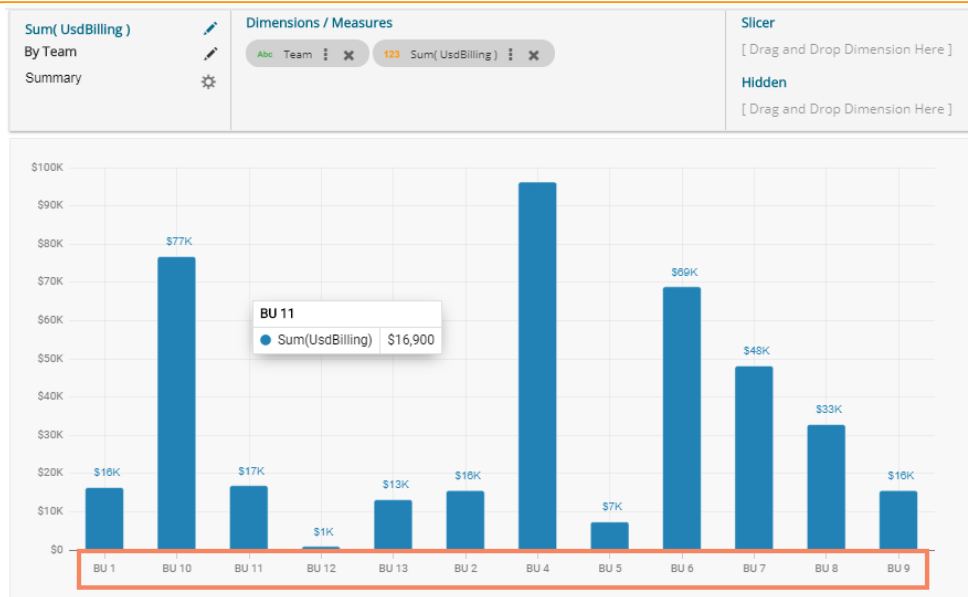 Sum( UsdBilling )
By Team
Summary
Dimensions / Measures
Abc Team
123 Sum( UsdBilling )
Slicer
[ Drag and Drop Dimension Here ]
Hidden
[ Drag and Drop Dimension Here ]
$100K
$90K
$80K
$70K
$60K
$50K
$40K
$30K
$20K
$10K
$0
$16K
$77K
$17K
$1K
$13K
$16K
$7K
$69K
$48K
$33K
$16K
BU 11
Sum(UsdBilling) $16,900
BU 1 BU 10 BU 11 BU 12 BU 13 BU 2 BU 4 BU 5 BU 6 BU 7 BU 8 BU 9